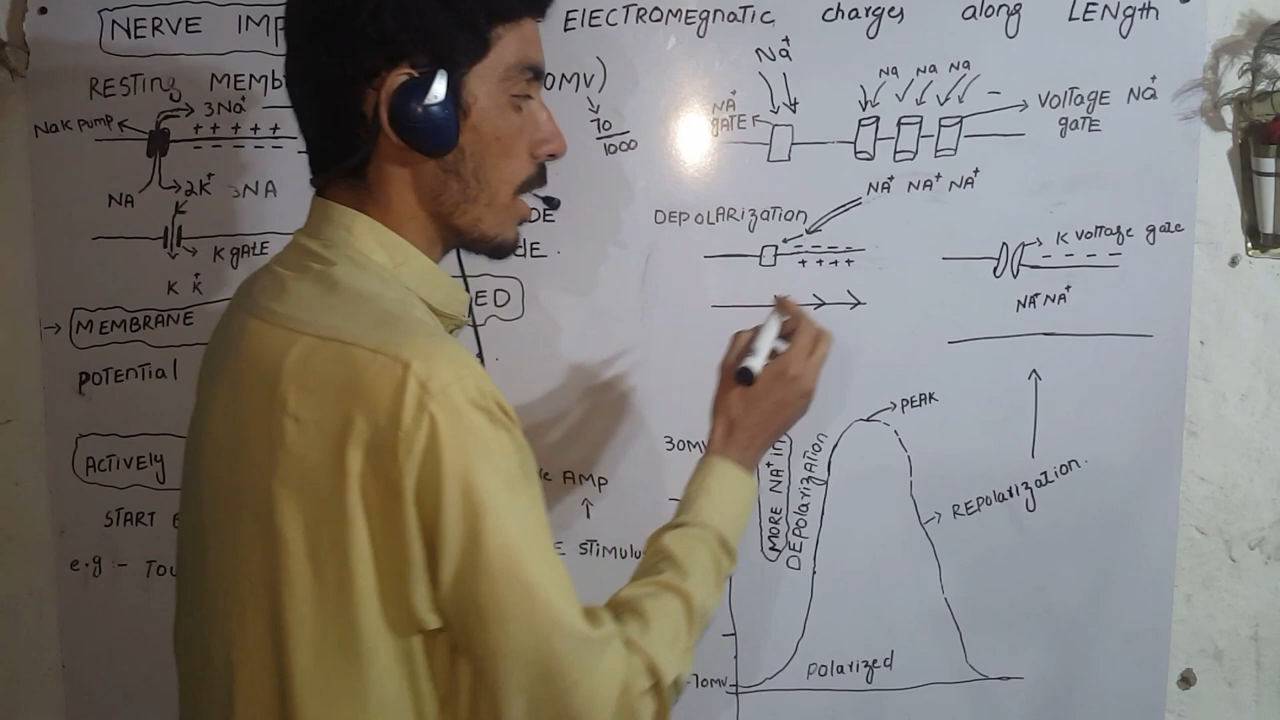 NERVE IMP
ElECTROMEgnatic charges along LENgth
RESTING MEMB
0MV)
70
1000
NaK pump
3Na+
+ + + + +
- - - - -
NA
2K+ 3NA
K gATE
K K+
MEMBRANE
POTENTIAL
ED
DE
dE.
ACTIVELY
START
e.g :- TOU
AMP
STIMULU
Na+
NA+
gATE
Na Na Na
VOLTAGE NA+
gATE
NA+ NA+ NA+
DEPOLARIZATION
- - - -
+ + + +
K VOLTAGE gATE
- - - - -
NA+ NA+
PEAK
30MV
MORE NA+ in
DEPOLARIZATION
REPOLARIZATION.
POLARIZED
-70MV